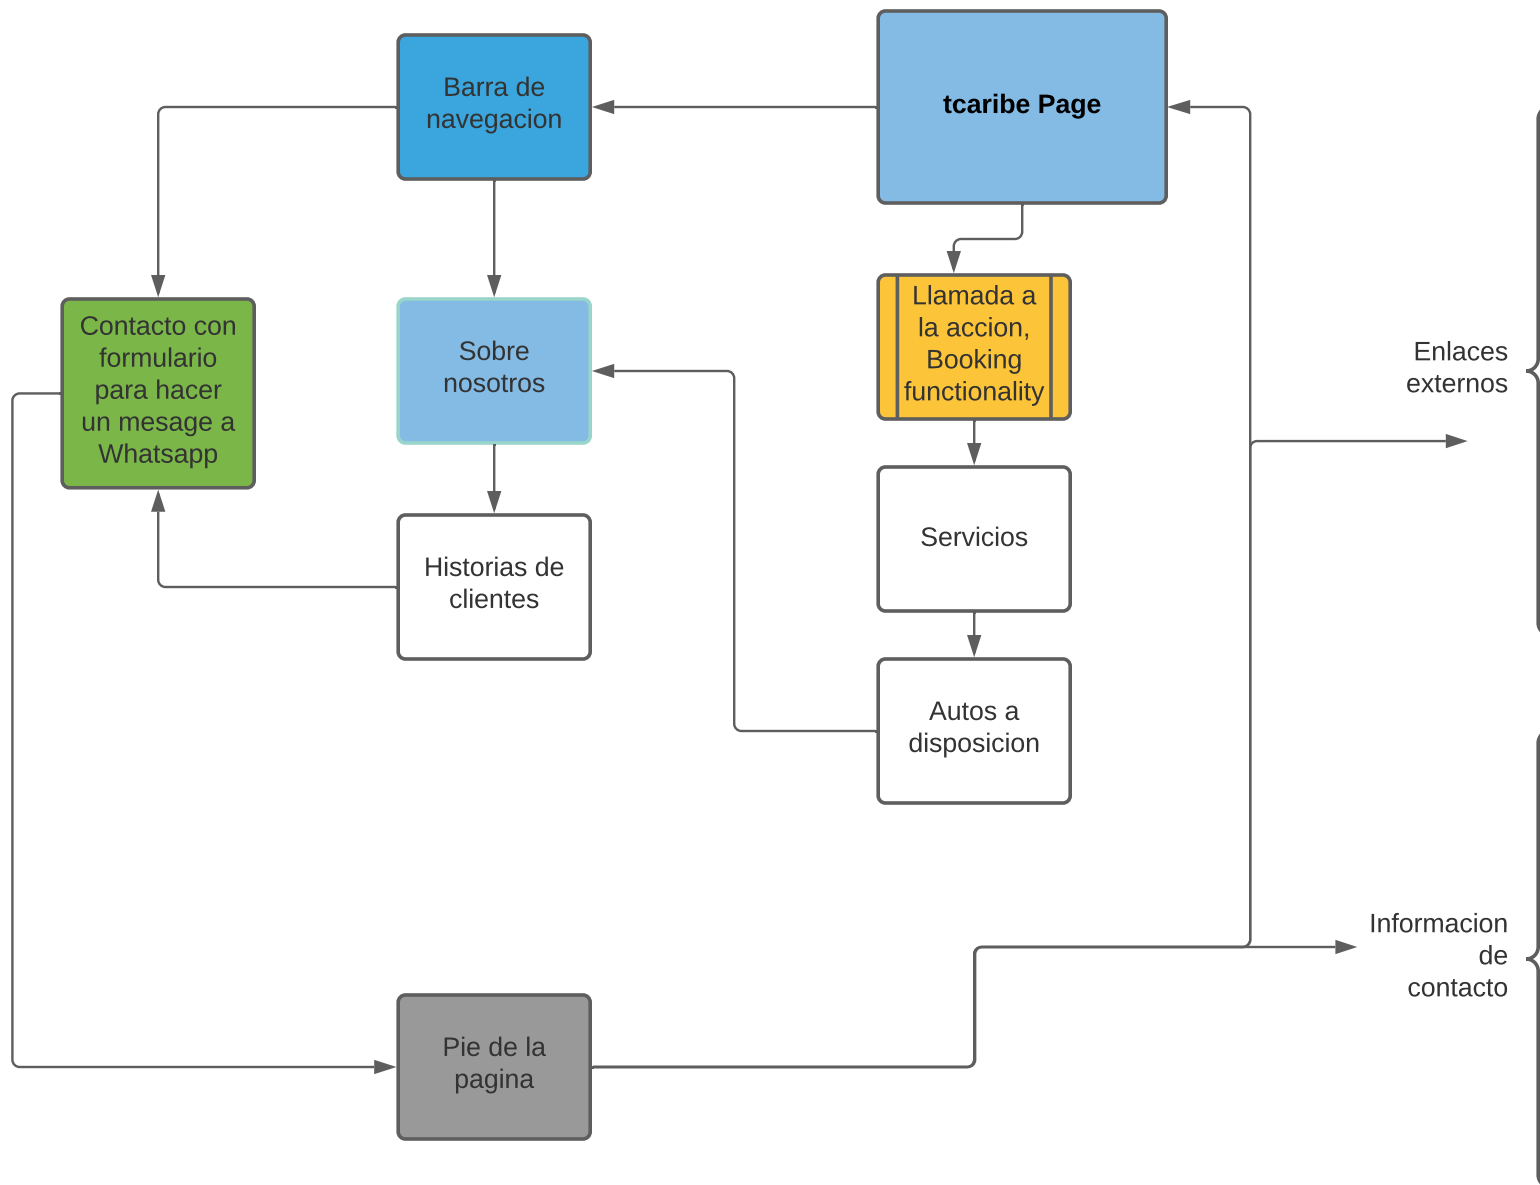 Barra de
navegacion
tcaribe Page
Contacto con
formulario
para hacer
un mesage a
Whatsapp
Sobre
nosotros
Llamada a
la accion,
Booking
functionality
Enlaces
externos
Servicios
Historias de
clientes
Autos a
disposicion
Informacion
de
contacto
Pie de la
pagina